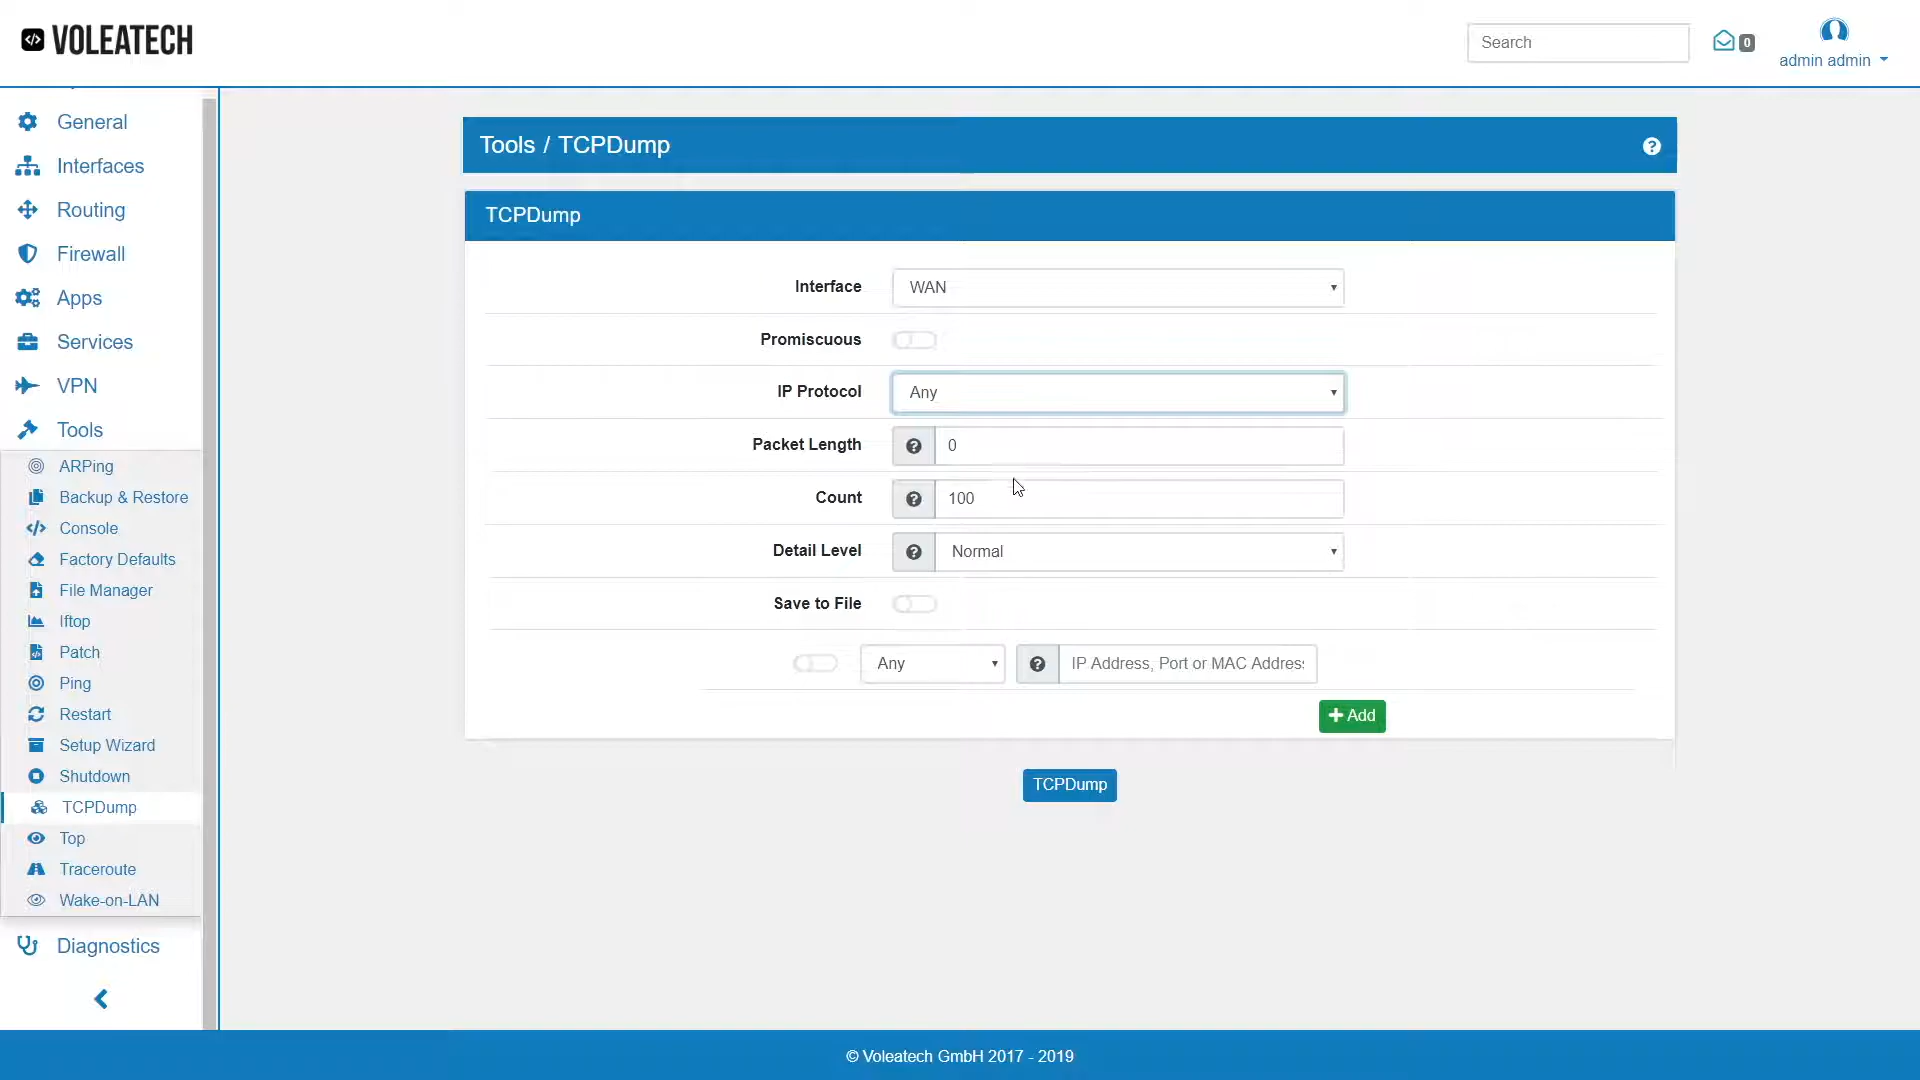 VOLEATECH
Search
0
admin admin
General
Interfaces
Routing
Firewall
Apps
Services
VPN
Tools
ARPing
Backup & Restore
Console
Factory Defaults
File Manager
Iftop
Patch
Ping
Restart
Setup Wizard
Shutdown
TCPDump
Top
Traceroute
Wake-on-LAN
Diagnostics
Tools / TCPDump
TCPDump
Interface WAN
Promiscuous
IP Protocol Any
Packet Length 0
Count 100
Detail Level Normal
Save to File
Any IP Address, Port or MAC Address
Add
TCPDump
© Voleatech GmbH 2017 - 2019